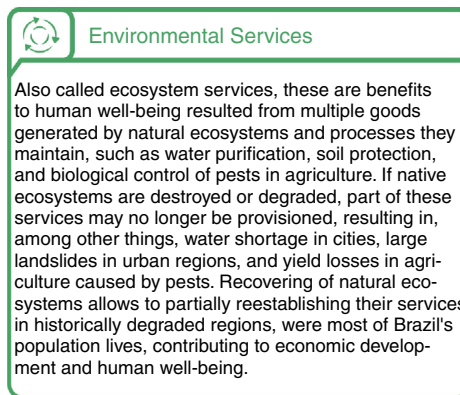 Environmental Services
Also called ecosystem services, these are benefits
to human well-being resulted from multiple goods
generated by natural ecosystems and processes they
maintain, such as water purification, soil protection,
and biological control of pests in agriculture. If native
ecosystems are destroyed or degraded, part of these
services may no longer be provisioned, resulting in,
among other things, water shortage in cities, large
landslides in urban regions, and yield losses in agri-
culture caused by pests. Recovering of natural eco-
systems allows to partially reestablishing their services
in historically degraded regions, were most of Brazil's
population lives, contributing to economic develop-
ment and human well-being.